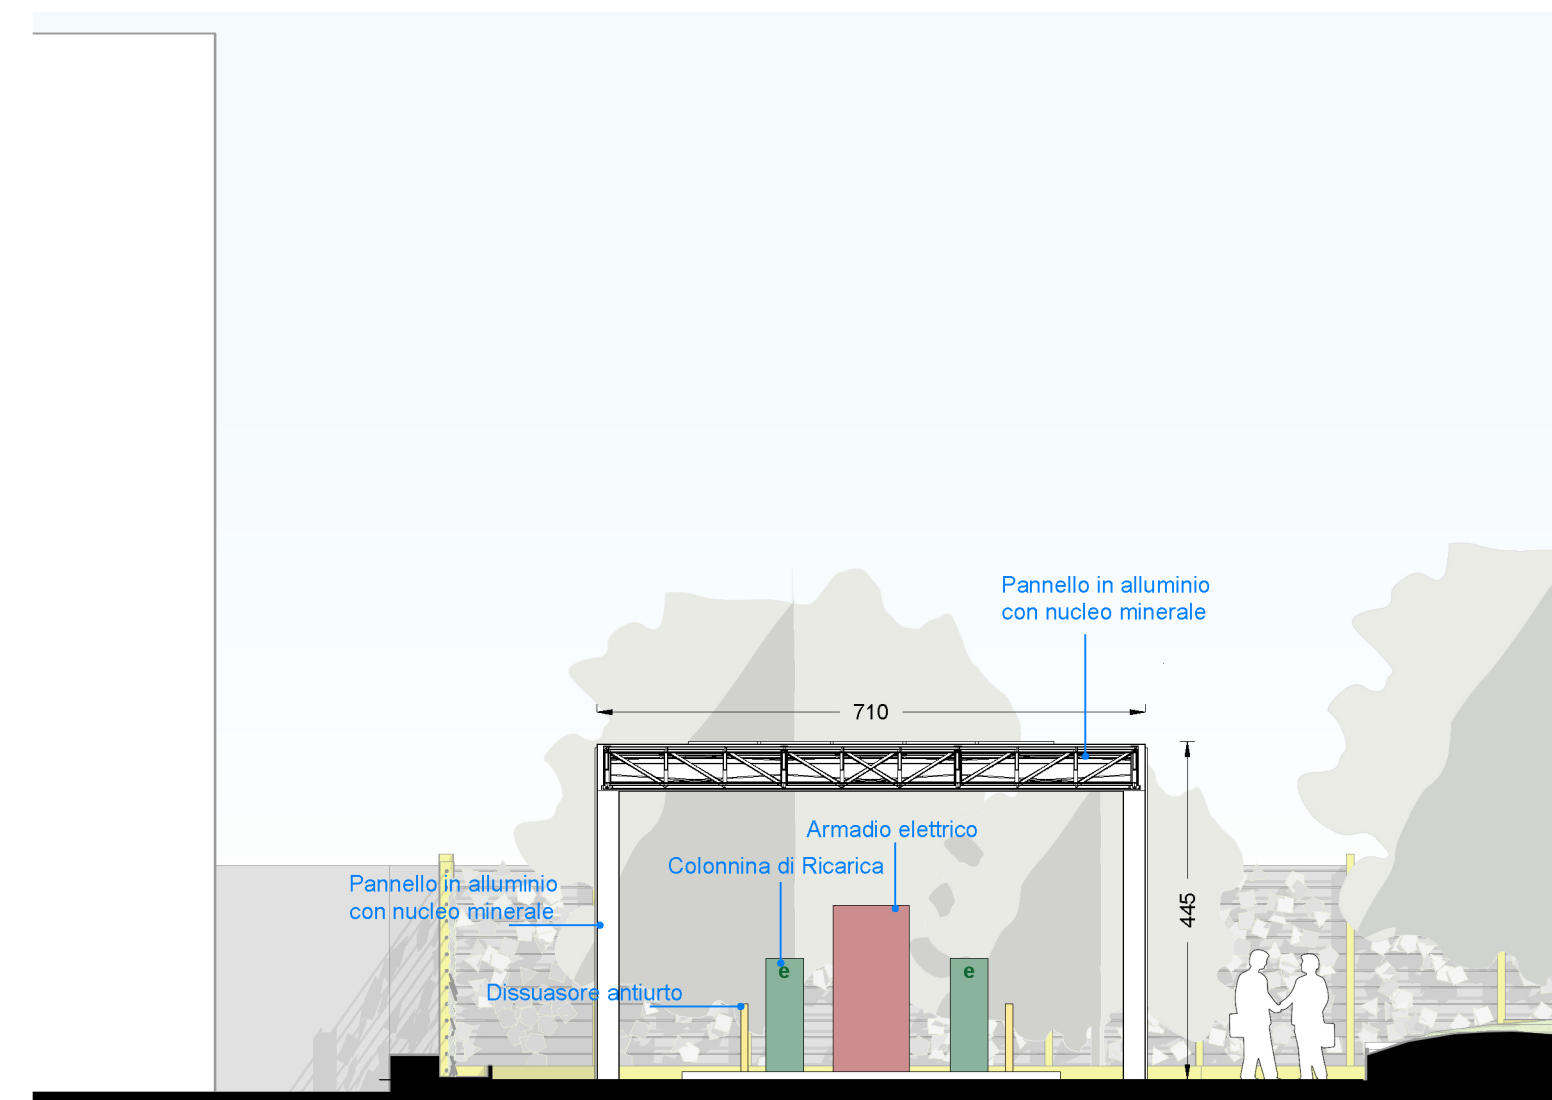 Pannello in alluminio
con nucleo minerale
710
Armadio elettrico
Colonnina di Ricarica
Pannello in alluminio
con nucleo minerale
445
e
e
Dissuasore antiurto